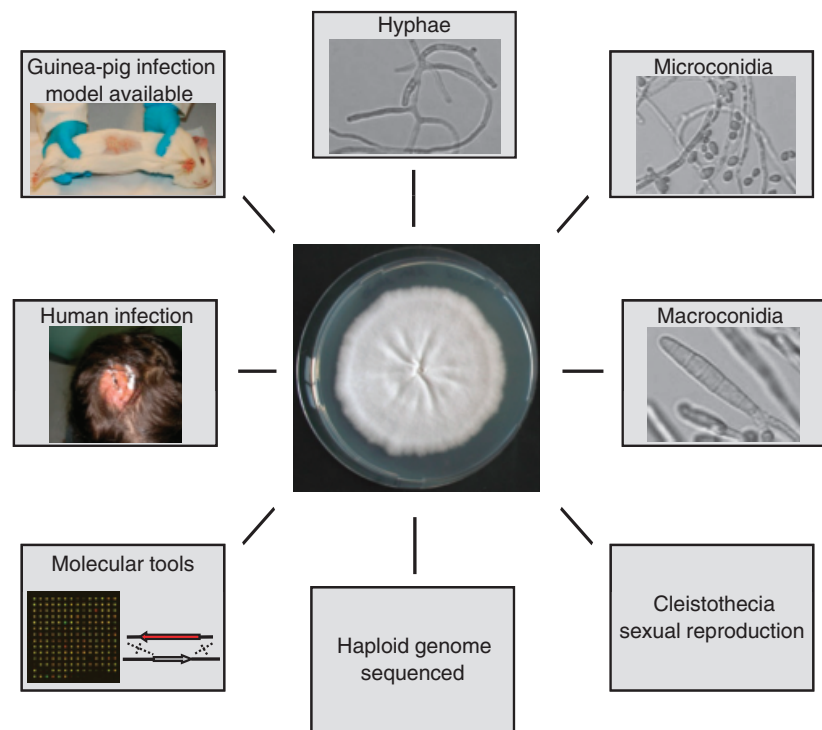 Hyphae
Guinea-pig infection
model available
Microconidia
Human infection
Macroconidia
Molecular tools
Haploid genome
sequenced
Cleistothecia
sexual reproduction